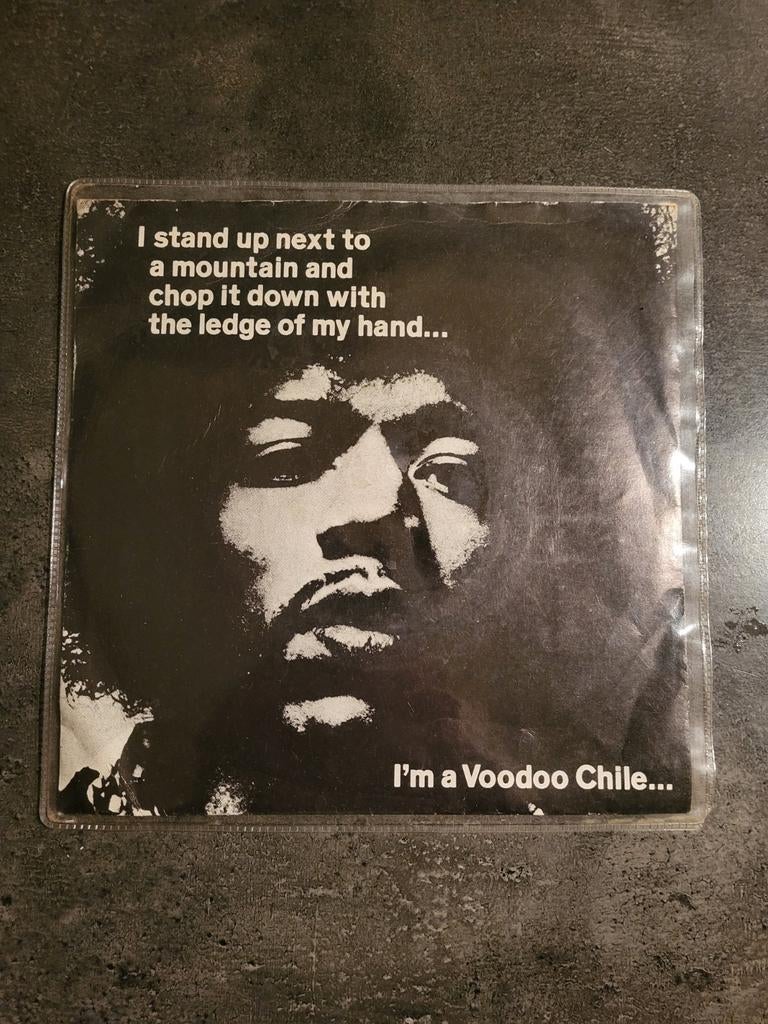 I stand up next to
a mountain and
chop it down with
the ledge of my hand...
I'm a Voodoo Chile...